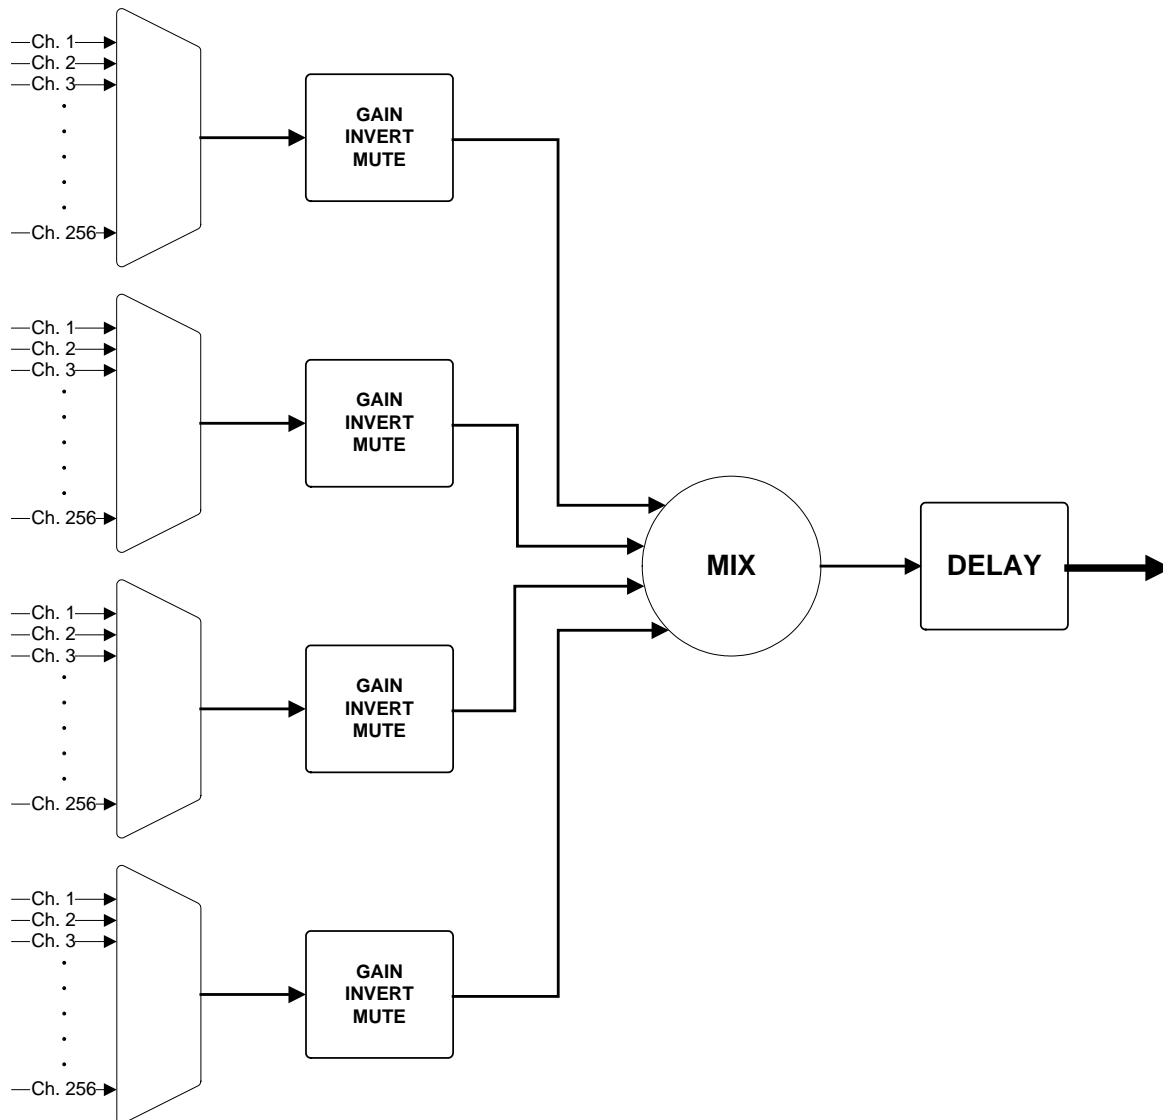 Ch. 1
Ch. 2
Ch. 3
Ch. 256
GAIN
INVERT
MUTE
Ch. 1
Ch. 2
Ch. 3
Ch. 256
GAIN
INVERT
MUTE
MIX
DELAY
Ch. 1
Ch. 2
Ch. 3
Ch. 256
GAIN
INVERT
MUTE
Ch. 1
Ch. 2
Ch. 3
Ch. 256
GAIN
INVERT
MUTE